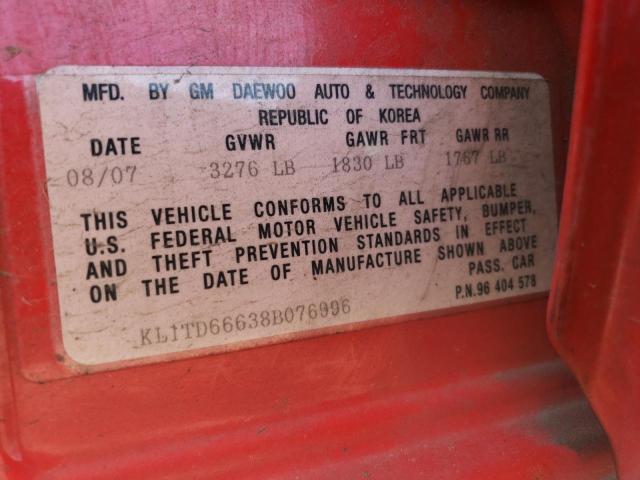 MFD. BY GM DAEWOO AUTO & TECHNOLOGY COMPANY
REPUBLIC OF KOREA
DATE GVWR GAWR FRT GAWR RR
08/07 3276 LB 1830 LB 1767 LB
THIS VEHICLE CONFORMS TO ALL APPLICABLE
U.S. FEDERAL MOTOR VEHICLE SAFETY, BUMPER,
AND THEFT PREVENTION STANDARDS IN EFFECT
ON THE DATE OF MANUFACTURE SHOWN ABOVE
PASS. CAR
P.N.96 404 578
KL1TD66638B076996